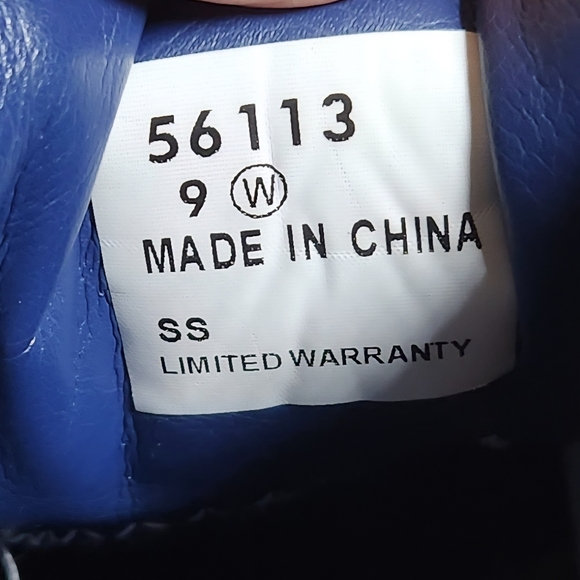 56113
9 Ⓦ
MADE IN CHINA
SS
LIMITED WARRANTY